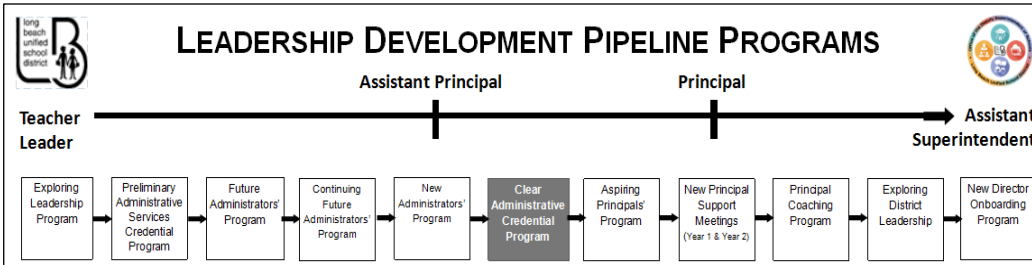 long
beach
unified
school
district
LEADERSHIP DEVELOPMENT PIPELINE PROGRAMS
Assistant Principal
Principal
Teacher
Leader
Assistant
Superintendent
Exploring
Leadership
Program
Preliminary
Administrative
Services
Credential
Program
Future
Administrators'
Program
Continuing
Future
Administrators'
Program
New
Administrators'
Program
Clear
Administrative
Credential
Program
Aspiring
Principals'
Program
New Principal
Support
Meetings
(Year 1 & Year 2)
Principal
Coaching
Program
Exploring
District
Leadership
New Director
Onboarding
Program